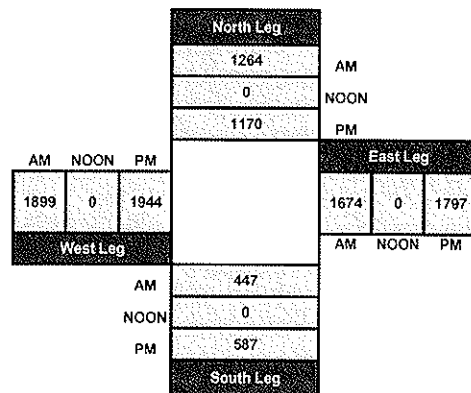 North Leg
1264 AM
0 NOON
1170 PM
AM NOON PM
East Leg
1899 0 1944
1674 0 1797
West Leg
AM NOON PM
AM 447
NOON 0
PM 587
South Leg